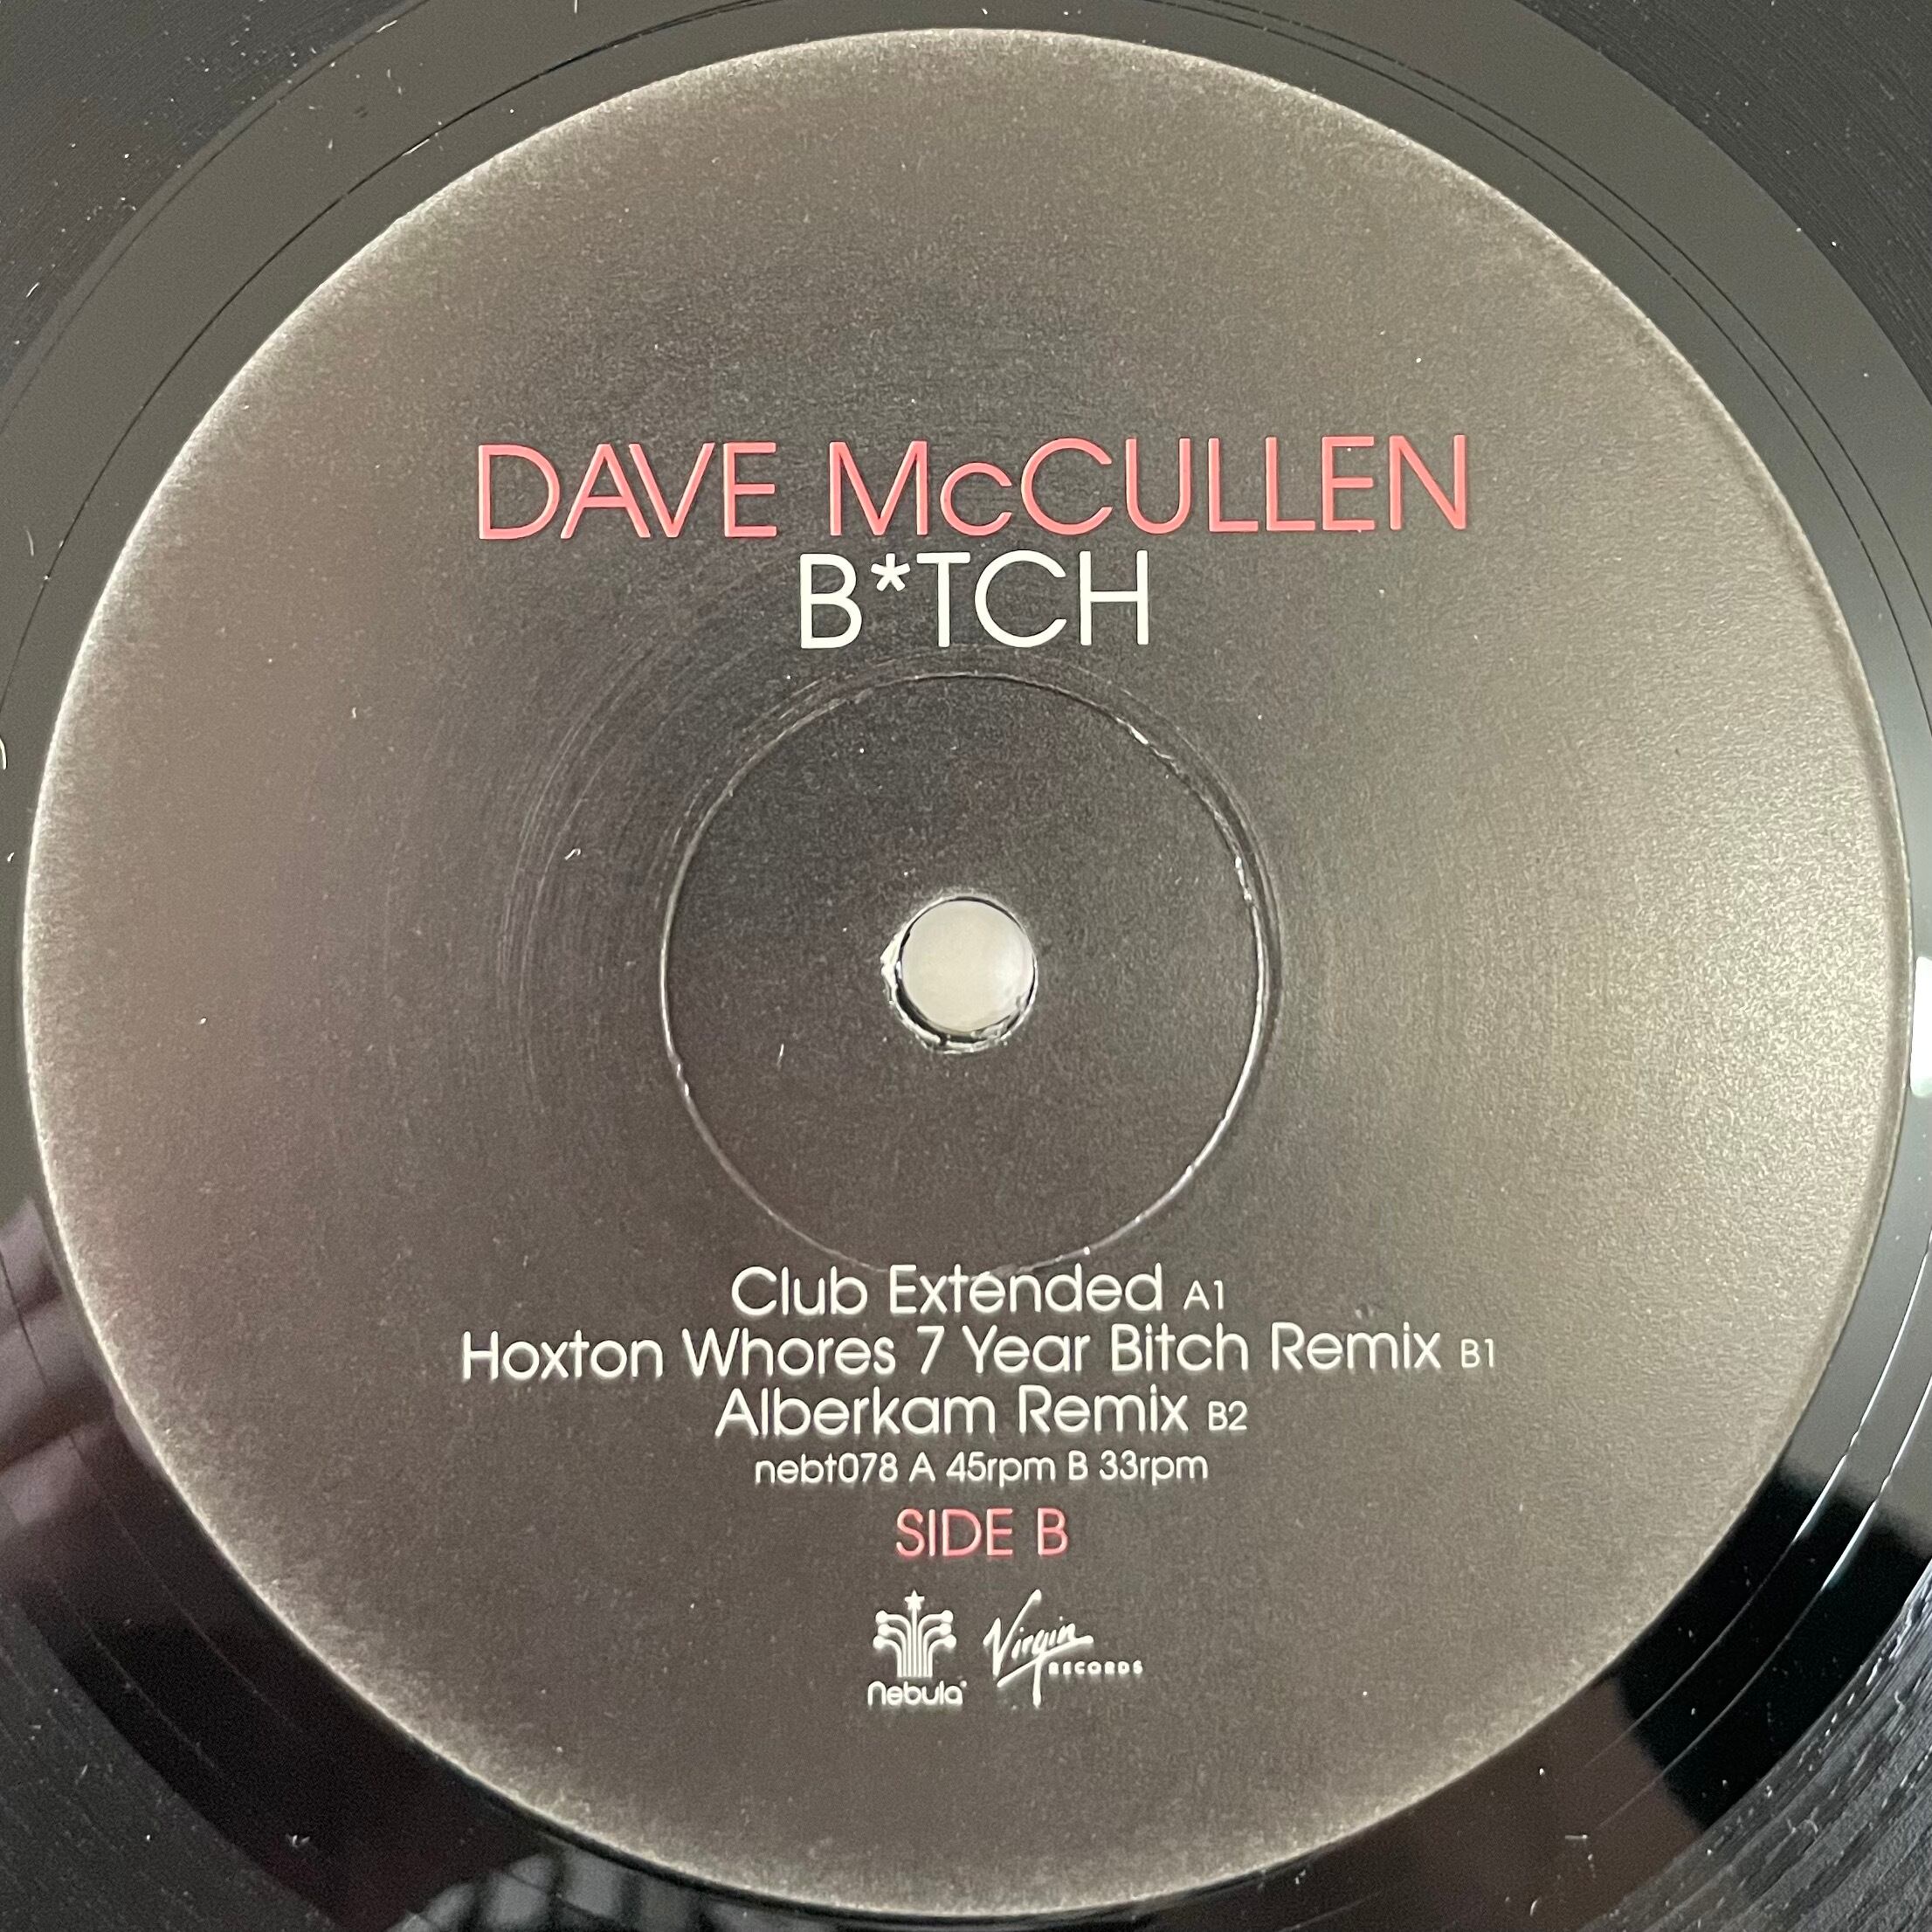 DAVE McCULLEN
B*TCH
Club Extended A1
Hoxton Whores 7 Year Bitch Remix B1
Alberkam Remix B2
nebt078 A 45rpm B 33rpm
SIDE B
nebula
Virgin
RECORDS